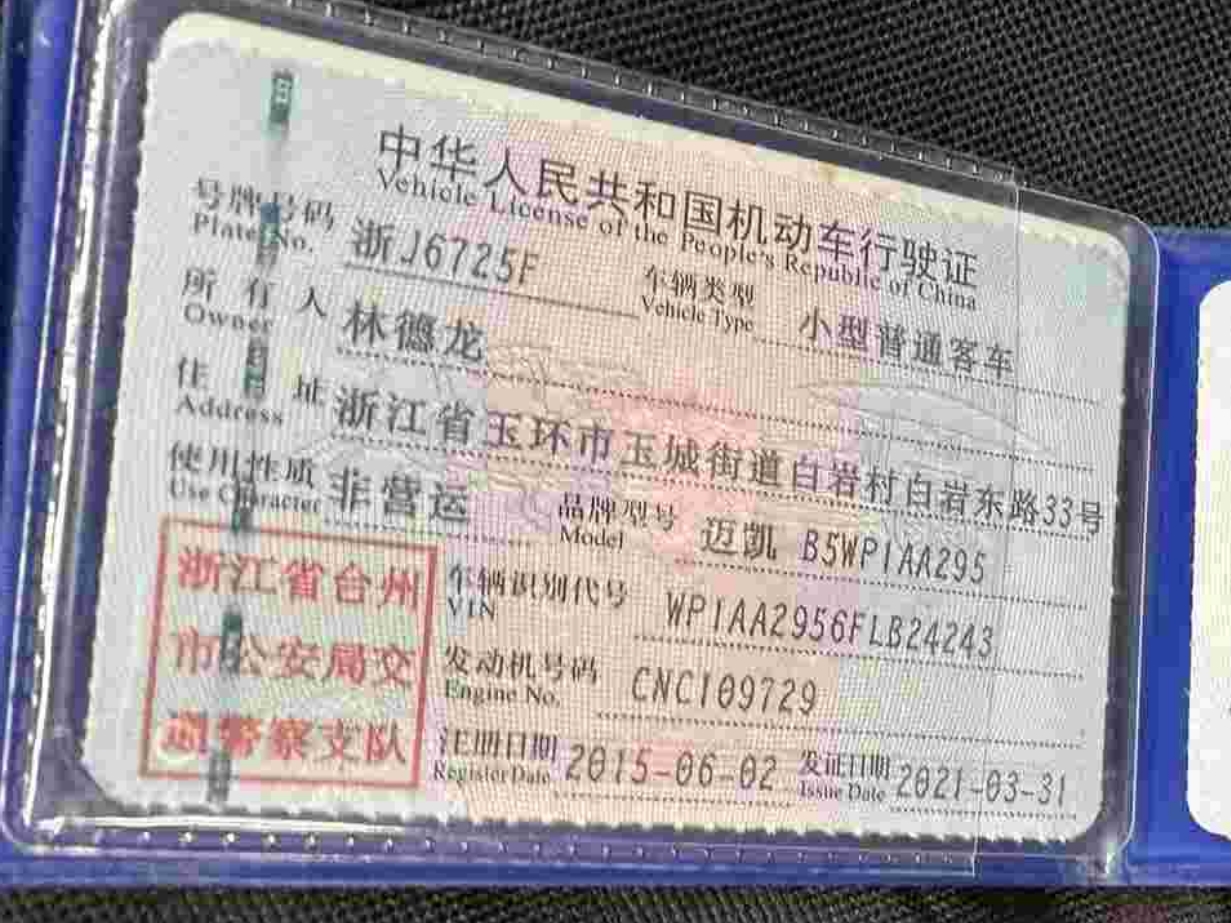 中华人民共和国机动车行驶证
Vehicle License of the People's Republic of China
号牌号码 浙J6725F 车辆类型 小型普通客车
Plate No. Vehicle Type
所有人 林德龙
Owner
住址 浙江省玉环市玉城街道白岩村白岩东路33号
Address
使用性质 非营运 品牌型号 迈凯 B5WP1AA295
Use Character Model
浙江省台州
市公安局交
通警察支队
车辆识别代号 WP1AA2956FLB24243
VIN
发动机号码 CNC109729
Engine No.
注册日期 2015-06-02 发证日期 2021-03-31
Register Date Issue Date